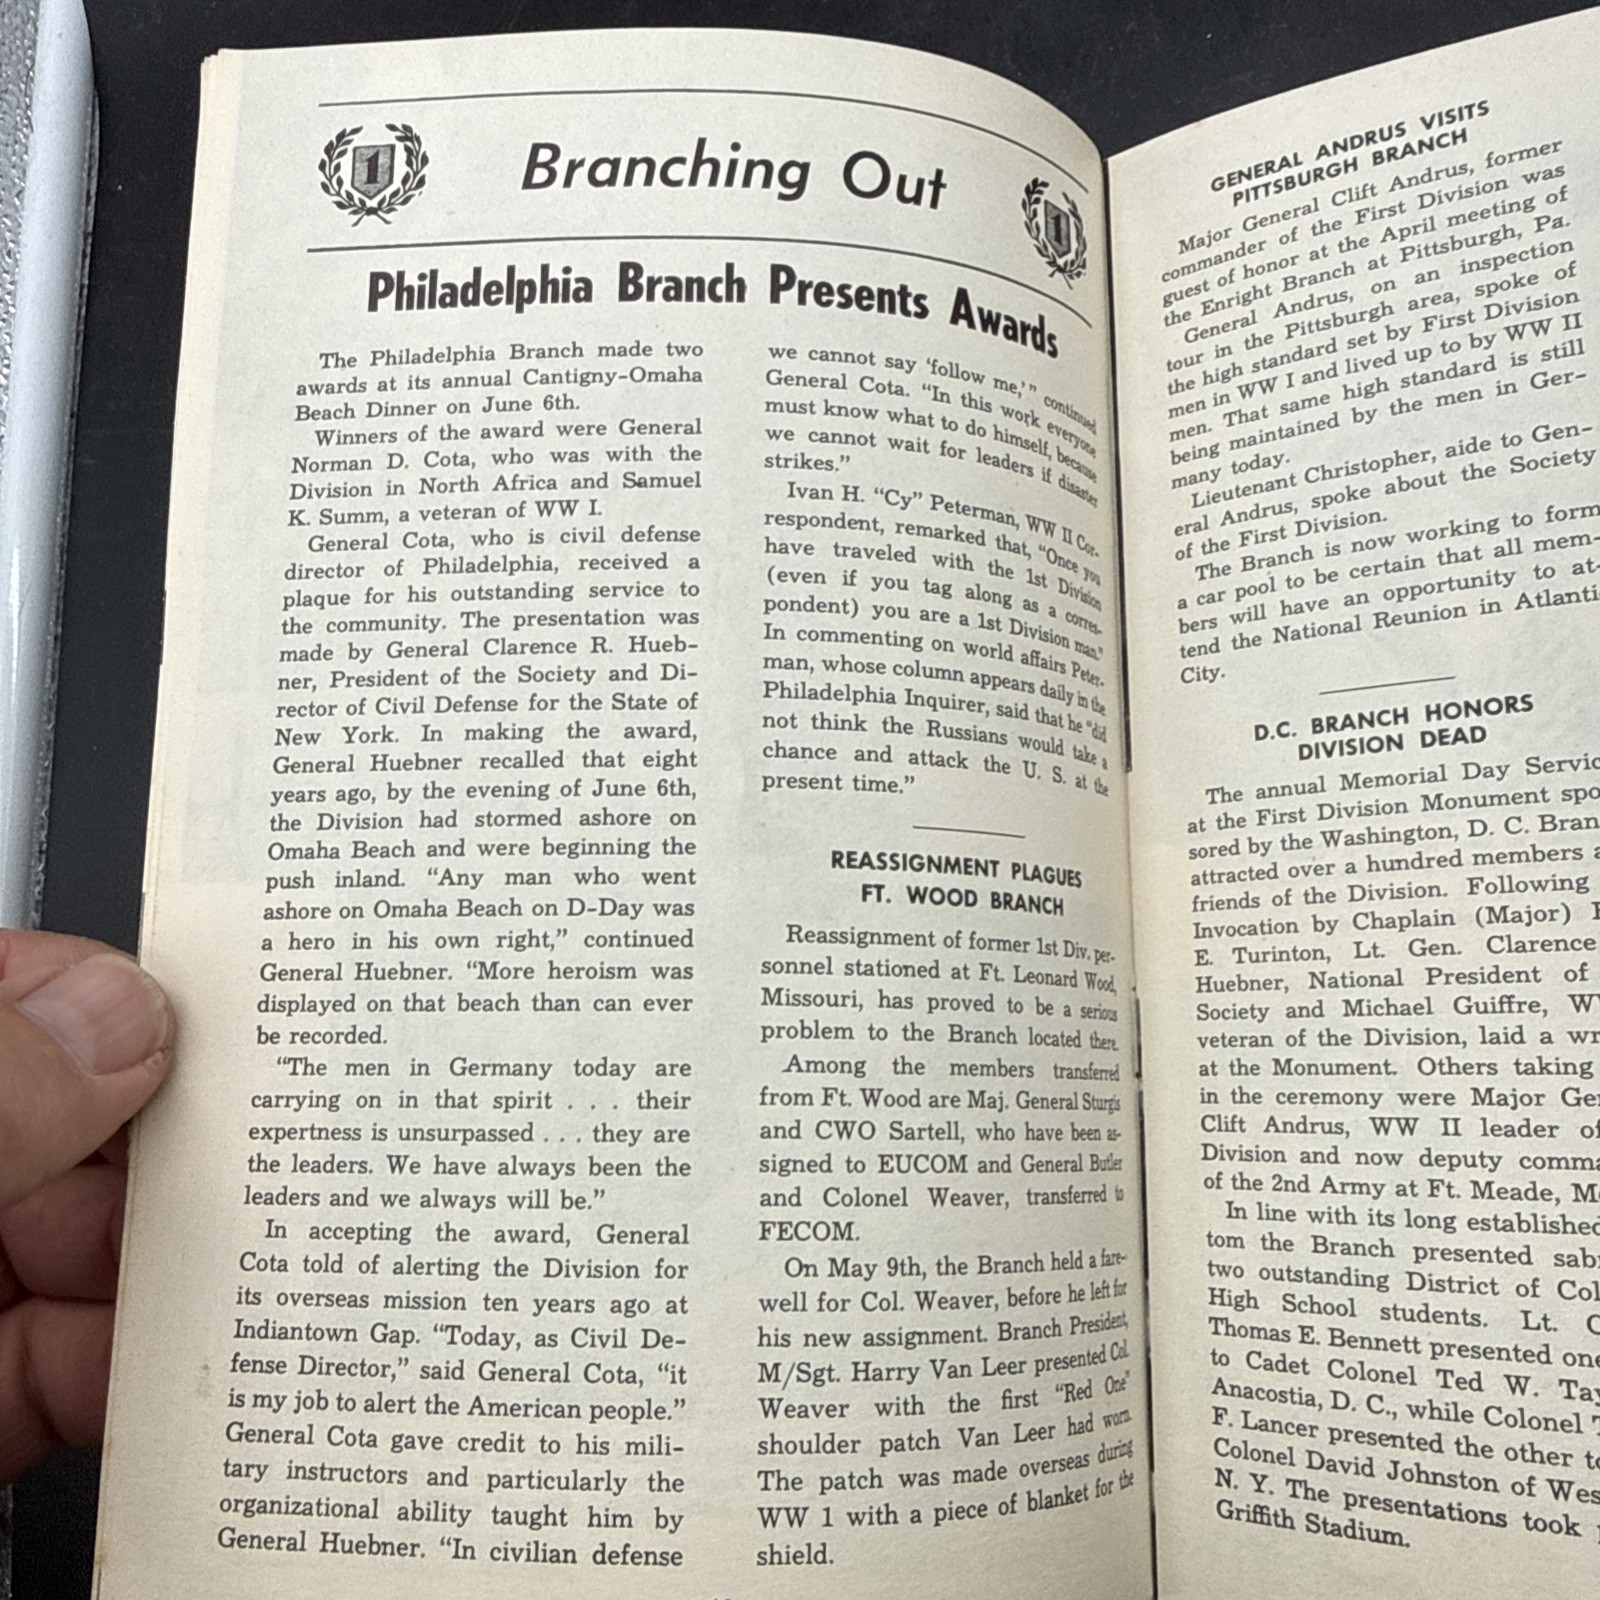 1
Branching Out
1
Philadelphia Branch Presents Awards
The Philadelphia Branch made two
awards at its annual Cantigny-Omaha
Beach Dinner on June 6th.
Winners of the award were General
Norman D. Cota, who was with the
Division in North Africa and Samuel
K. Summ, a veteran of WW I.
General Cota, who is civil defense
director of Philadelphia, received a
plaque for his outstanding service to
the community. The presentation was
made by General Clarence R. Hueb-
ner, President of the Society and Di-
rector of Civil Defense for the State of
New York. In making the award,
General Huebner recalled that eight
years ago, by the evening of June 6th,
the Division had stormed ashore on
Omaha Beach and were beginning the
push inland. “Any man who went
ashore on Omaha Beach on D-Day was
a hero in his own right,” continued
General Huebner. “More heroism was
displayed on that beach than can ever
be recorded.
“The men in Germany today are
carrying on in that spirit . . . their
expertness is unsurpassed . . . they are
the leaders. We have always been the
leaders and we always will be.”
In accepting the award, General
Cota told of alerting the Division for
its overseas mission ten years ago at
Indiantown Gap. “Today, as Civil De-
fense Director,” said General Cota, “it
is my job to alert the American people.”
General Cota gave credit to his mili-
tary instructors and particularly the
organizational ability taught him by
General Huebner. “In civilian defense
we cannot say ‘follow me,’” continued
General Cota. “In this work everyone
must know what to do himself, because
we cannot wait for leaders if disaster
strikes.”
Ivan H. “Cy” Peterman, WW II Cor-
respondent, remarked that, “Once you
have traveled with the 1st Division
(even if you tag along as a corres-
pondent) you are a 1st Division man.”
In commenting on world affairs Peter-
man, whose column appears daily in the
Philadelphia Inquirer, said that he “did
not think the Russians would take a
chance and attack the U. S. at the
present time.”
REASSIGNMENT PLAGUES
FT. WOOD BRANCH
Reassignment of former 1st Div. per-
sonnel stationed at Ft. Leonard Wood,
Missouri, has proved to be a serious
problem to the Branch located there.
Among the members transferred
from Ft. Wood are Maj. General Sturgis
and CWO Sartell, who have been as-
signed to EUCOM and General Butler
and Colonel Weaver, transferred to
FECOM.
On May 9th, the Branch held a fare-
well for Col. Weaver, before he left for
his new assignment. Branch President,
M/Sgt. Harry Van Leer presented Col.
Weaver with the first “Red One”
shoulder patch Van Leer had worn.
The patch was made overseas during
WW 1 with a piece of blanket for the
shield.
GENERAL ANDRUS VISITS
PITTSBURGH BRANCH
Major General Clift Andrus, former
commander of the First Division was
guest of honor at the April meeting of
the Enright Branch at Pittsburgh, Pa.
General Andrus, on an inspection
tour in the Pittsburgh area, spoke of
the high standard set by First Division
men in WW I and lived up to by WW II
men. That same high standard is still
being maintained by the men in Ger-
many today.
Lieutenant Christopher, aide to Gen-
eral Andrus, spoke about the Society
of the First Division.
The Branch is now working to form
a car pool to be certain that all mem-
bers will have an opportunity to at-
tend the National Reunion in Atlantic
City.
D.C. BRANCH HONORS
DIVISION DEAD
The annual Memorial Day Servic
at the First Division Monument spo
sored by the Washington, D. C. Bran
attracted over a hundred members a
friends of the Division. Following
Invocation by Chaplain (Major)
E. Turinton, Lt. Gen. Clarence
Huebner, National President of
Society and Michael Guiffre, W
veteran of the Division, laid a wr
at the Monument. Others taking
in the ceremony were Major Ge
Clift Andrus, WW II leader of
Division and now deputy comma
of the 2nd Army at Ft. Meade, M
In line with its long established
tom the Branch presented sab
two outstanding District of Col
High School students. Lt. C
Thomas E. Bennett presented one
to Cadet Colonel Ted W. Tay
Anacostia, D. C., while Colonel T
F. Lancer presented the other to
Colonel David Johnston of Wes
N. Y. The presentations took
Griffith Stadium.